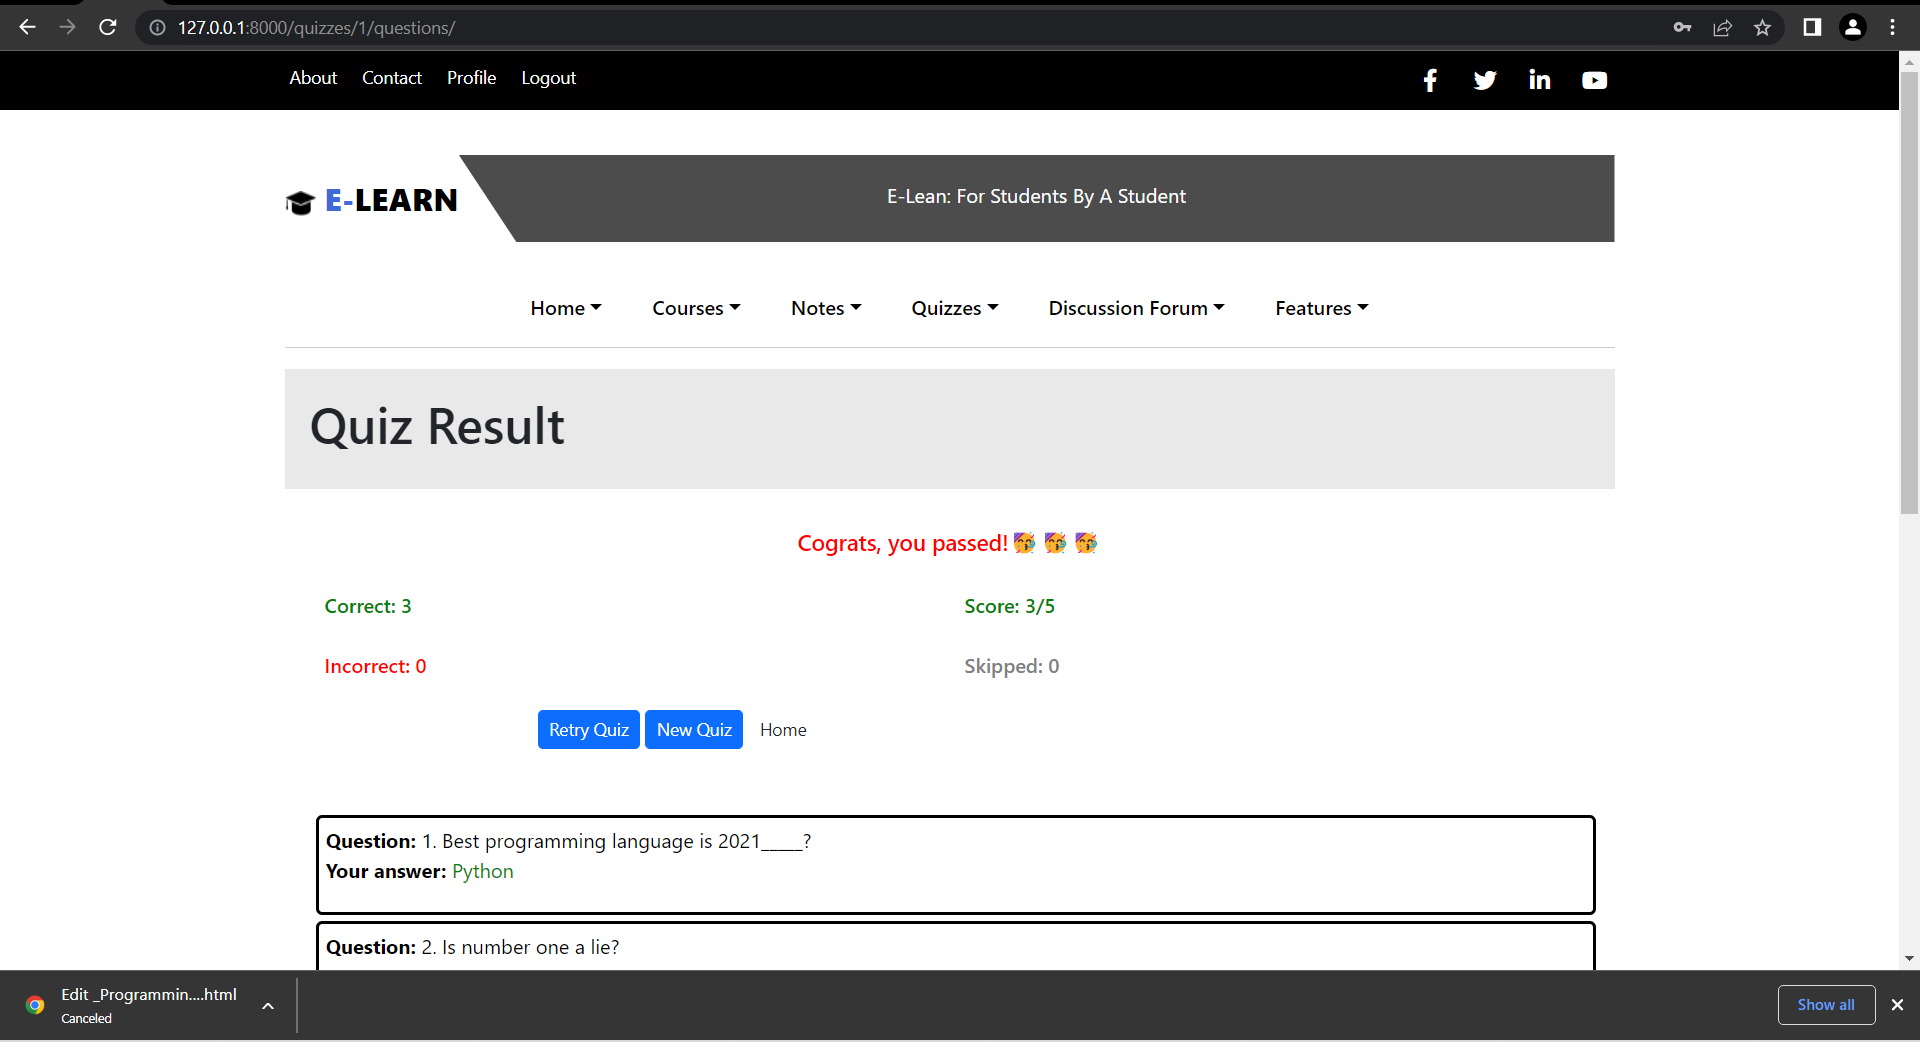 127.0.0.1:8000/quizzes/1/questions/
About Contact Profile Logout
E-LEARN
E-Lean: For Students By A Student
Home Courses Notes Quizzes Discussion Forum Features
Quiz Result
Cograts, you passed! 🥳 🥳 🥳
Correct: 3
Score: 3/5
Incorrect: 0
Skipped: 0
Retry Quiz New Quiz Home
Question: 1. Best programming language is 2021_____?
Your answer: Python
Question: 2. Is number one a lie?
Edit _Programmin....html
Canceled
Show all